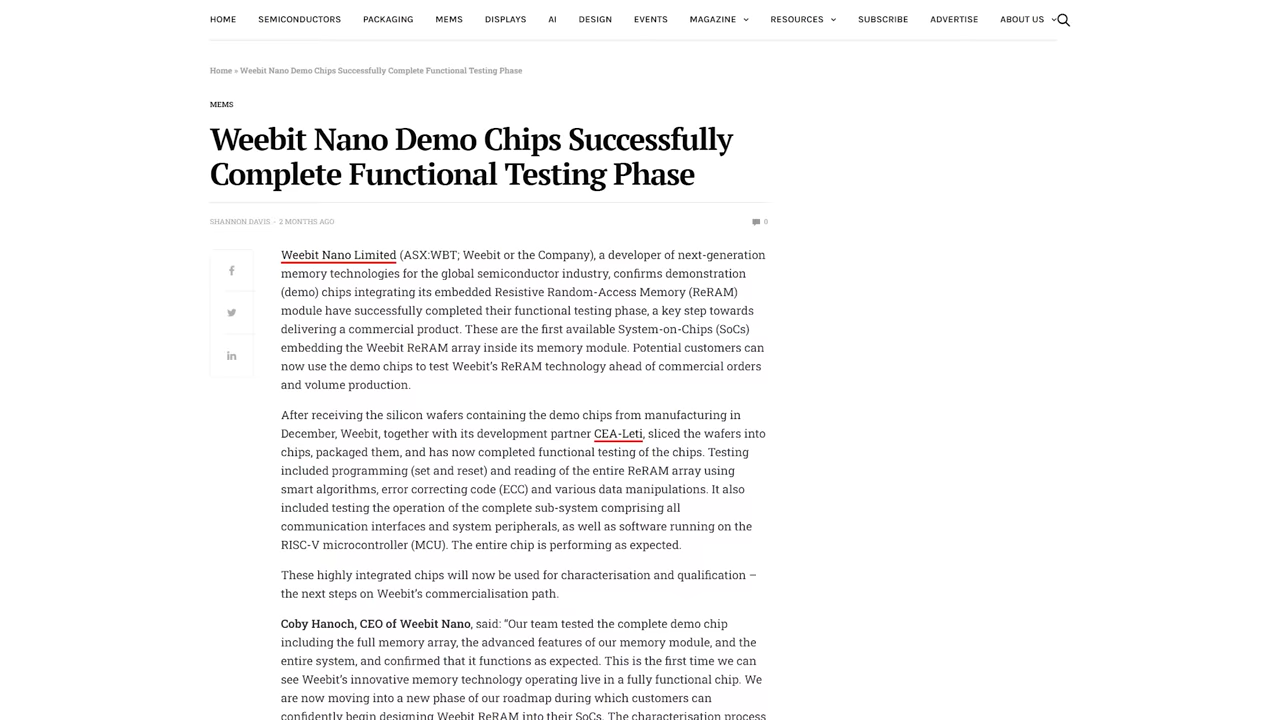 HOME SEMICONDUCTORS PACKAGING MEMS DISPLAYS AI DESIGN EVENTS MAGAZINE RESOURCES SUBSCRIBE ADVERTISE ABOUT US
Home » Weebit Nano Demo Chips Successfully Complete Functional Testing Phase
MEMS
Weebit Nano Demo Chips Successfully
Complete Functional Testing Phase
SHANNON DAVIS - 2 MONTHS AGO 0
Weebit Nano Limited (ASX:WBT; Weebit or the Company), a developer of next-generation
memory technologies for the global semiconductor industry, confirms demonstration
(demo) chips integrating its embedded Resistive Random-Access Memory (ReRAM)
module have successfully completed their functional testing phase, a key step towards
delivering a commercial product. These are the first available System-on-Chips (SoCs)
embedding the Weebit ReRAM array inside its memory module. Potential customers can
now use the demo chips to test Weebit's ReRAM technology ahead of commercial orders
and volume production.
After receiving the silicon wafers containing the demo chips from manufacturing in
December, Weebit, together with its development partner CEA-Leti, sliced the wafers into
chips, packaged them, and has now completed functional testing of the chips. Testing
included programming (set and reset) and reading of the entire ReRAM array using
smart algorithms, error correcting code (ECC) and various data manipulations. It also
included testing the operation of the complete sub-system comprising all
communication interfaces and system peripherals, as well as software running on the
RISC-V microcontroller (MCU). The entire chip is performing as expected.
These highly integrated chips will now be used for characterisation and qualification –
the next steps on Weebit's commercialisation path.
Coby Hanoch, CEO of Weebit Nano, said: “Our team tested the complete demo chip
including the full memory array, the advanced features of our memory module, and the
entire system, and confirmed that it functions as expected. This is the first time we can
see Weebit's innovative memory technology operating live in a fully functional chip. We
are now moving into a new phase of our roadmap during which customers can
confidently begin designing Weebit ReRAM into their SoCs. The characterisation process